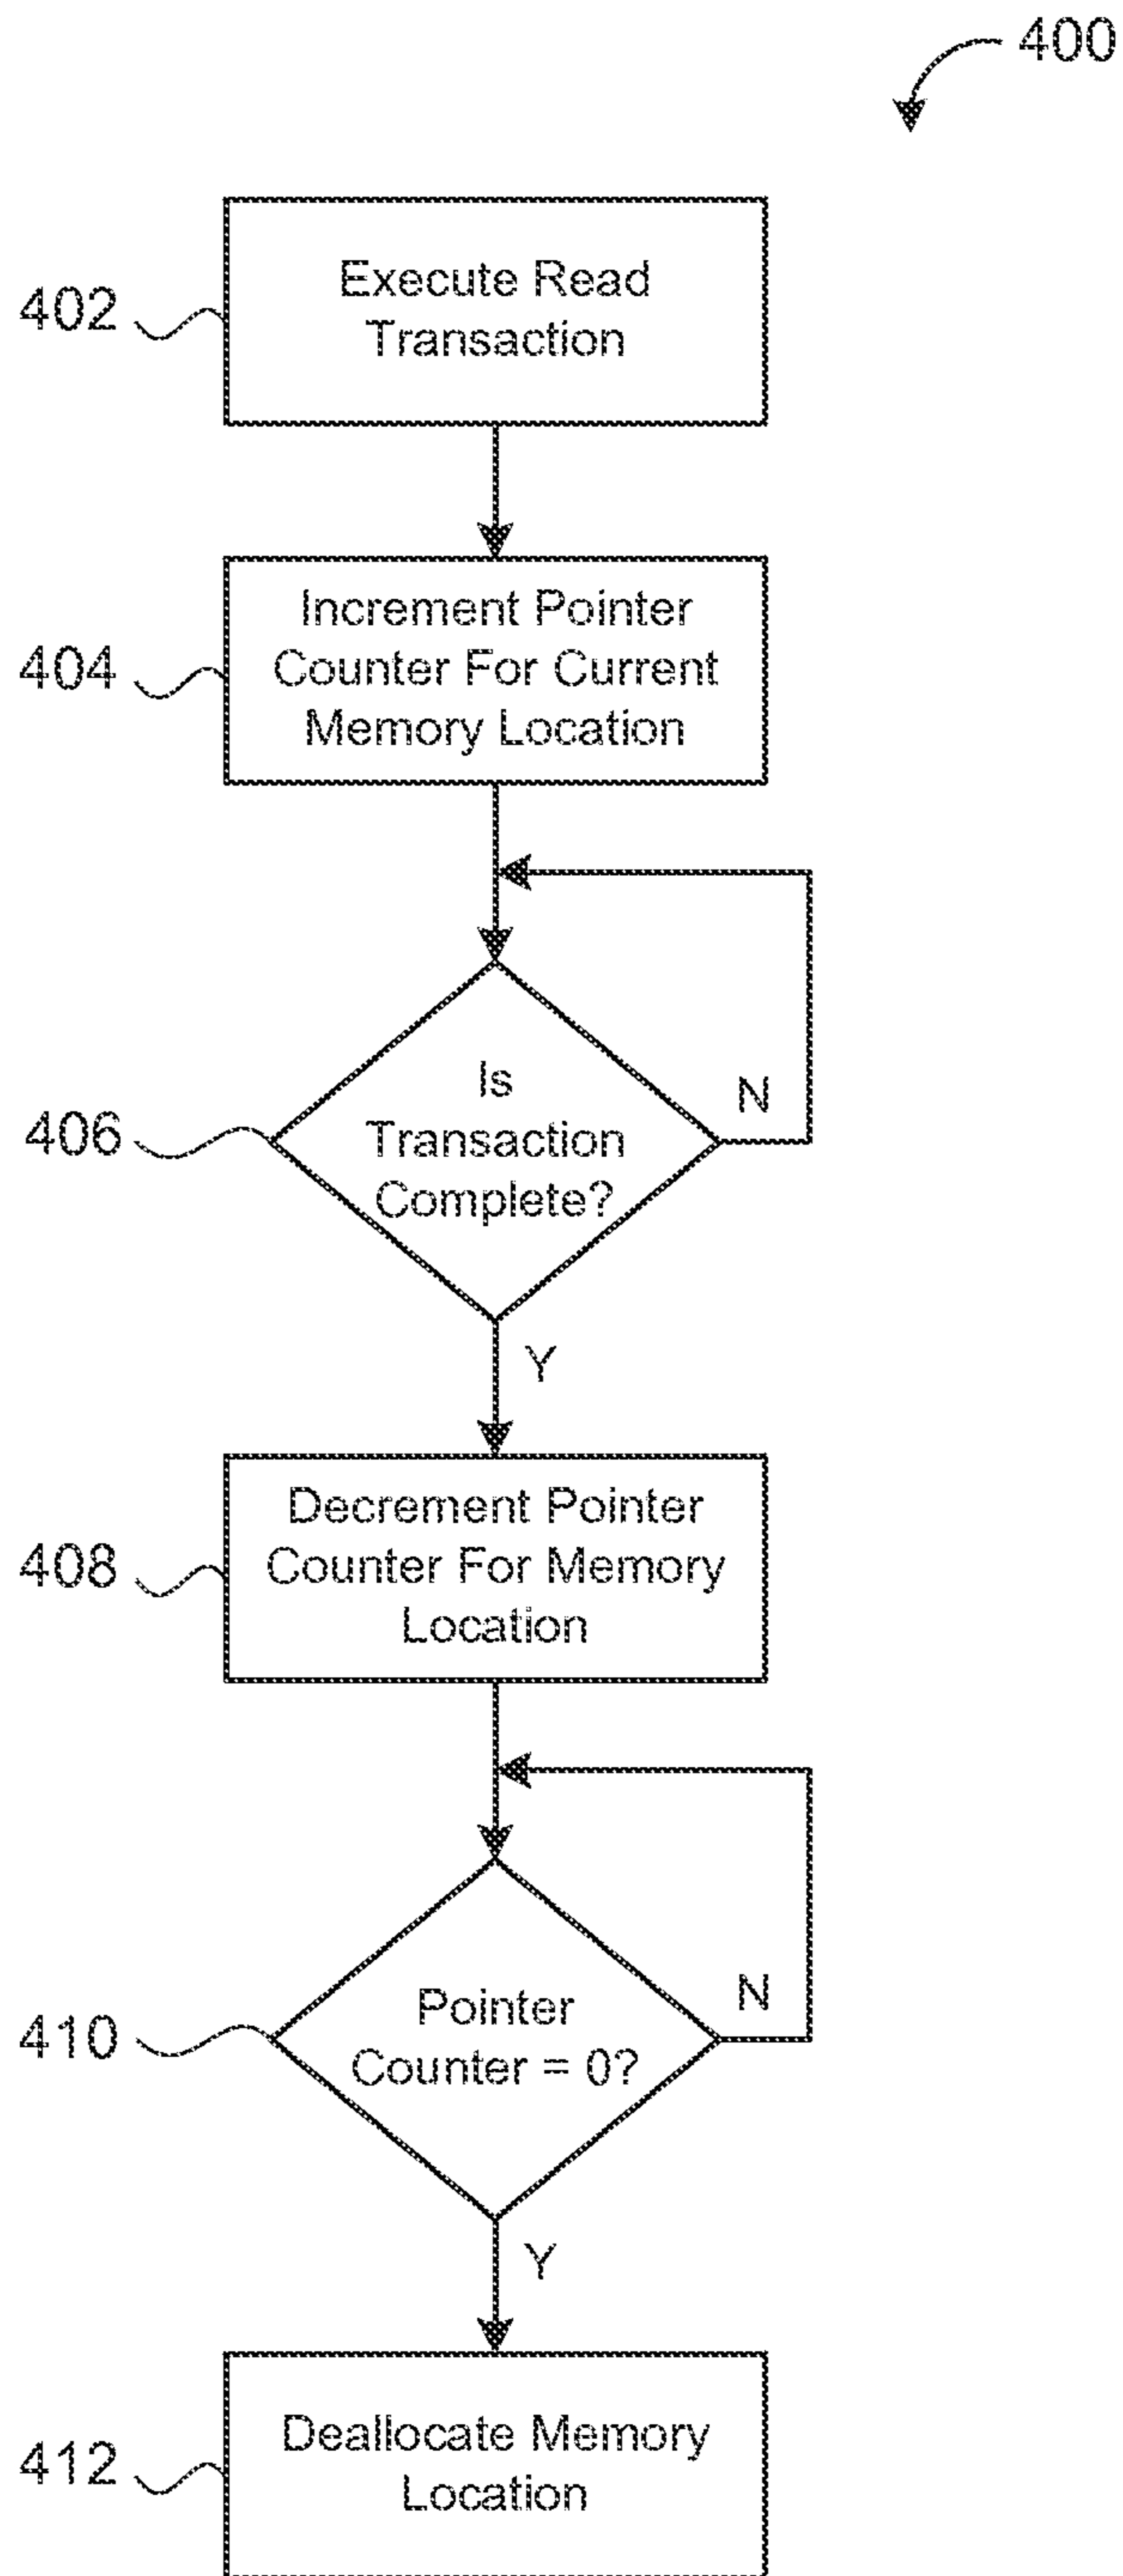 400
402
Execute Read
Transaction
404
Increment Pointer
Counter For Current
Memory Location
406
Is
Transaction
Complete?
N
Y
408
Decrement Pointer
Counter For Memory
Location
410
Pointer
Counter = 0?
N
Y
412
Deallocate Memory
Location